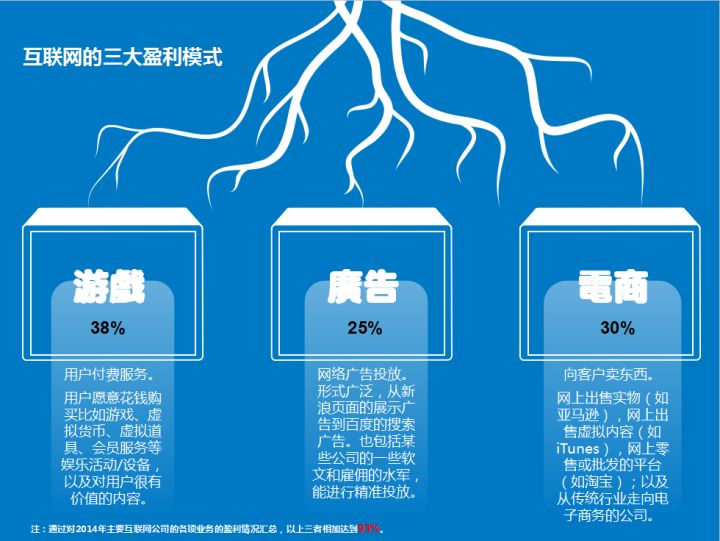 互联网的三大盈利模式
游戲
38%
用户付费服务。
用户愿意花钱购
买比如游戏、虚
拟货币、虚拟道
具、会员服务等
娱乐活动/设备，
以及对用户很有
价值的内容。
廣告
25%
网络广告投放。
形式广泛，从新
浪页面的展示广
告到百度的搜索
广告。也包括某
些公司的一些软
文和雇佣的水军，
能进行精准投放。
電商
30%
向客户卖东西。
网上出售实物（如
亚马逊），网上出
售虚拟内容（如
iTunes），网上零
售或批发的平台
（如淘宝）；以及
从传统行业走向电
子商务的公司。
注：通过对2014年主要互联网公司的各项业务的盈利情况汇总，以上三者相加达到93%。